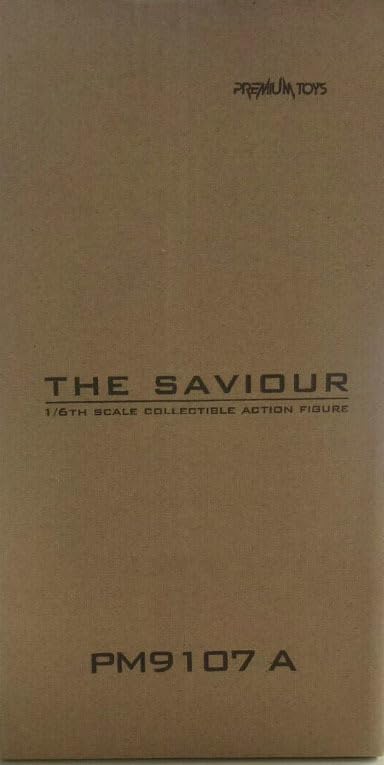 PREMIUM TOYS
THE SAVIOUR
1/6TH SCALE COLLECTIBLE ACTION FIGURE
PM9107 A